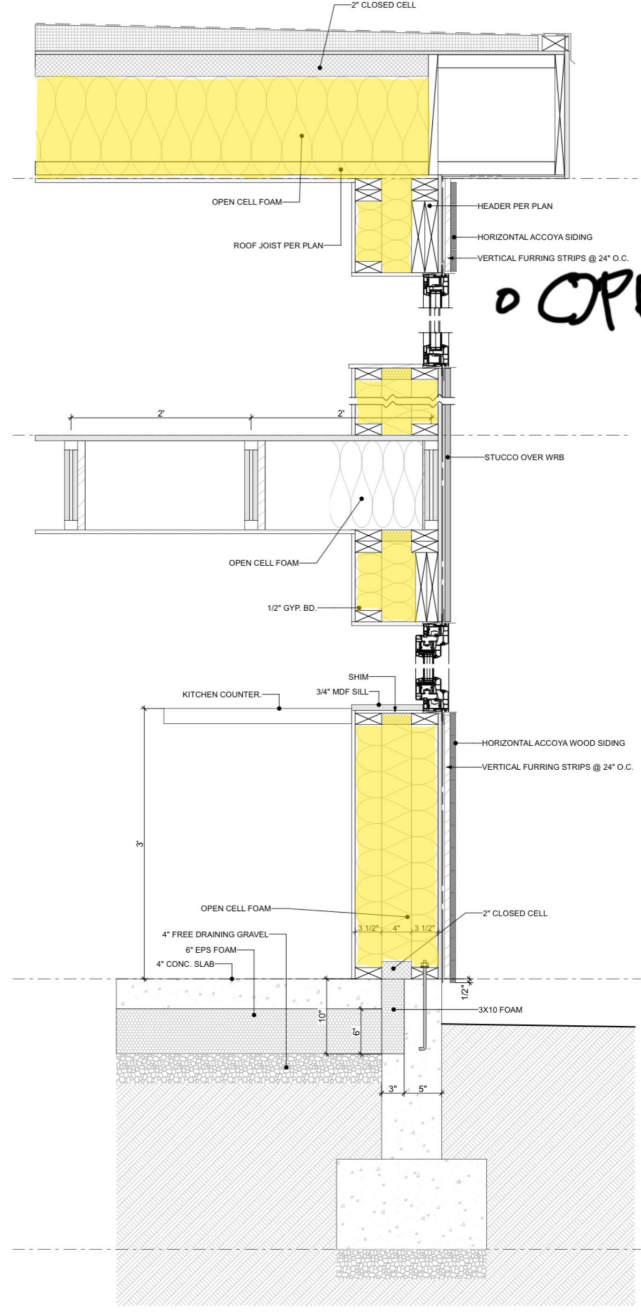 2" CLOSED CELL
OPEN CELL FOAM
HEADER PER PLAN
HORIZONTAL ACCOYA SIDING
ROOF JOIST PER PLAN
VERTICAL FURRING STRIPS @ 24" O.C.
2'
2'
STUCCO OVER WRB
OPEN CELL FOAM
1/2" GYP. BD.
SHIM
3/4" MDF SILL
KITCHEN COUNTER.
HORIZONTAL ACCOYA WOOD SIDING
VERTICAL FURRING STRIPS @ 24" O.C.
3'
OPEN CELL FOAM
2" CLOSED CELL
3 1/2"
4"
3 1/2"
4" FREE DRAINING GRAVEL
6" EPS FOAM
4" CONC. SLAB
1/2"
10"
6"
3X10 FOAM
3"
5"